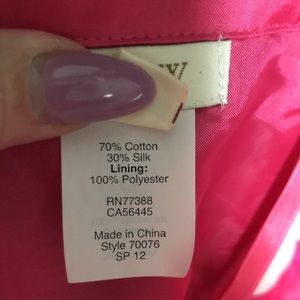 70% Cotton
30% Silk
Lining:
100% Polyester
RN77388
CA56445
Made in China
Style 70076
SP 12